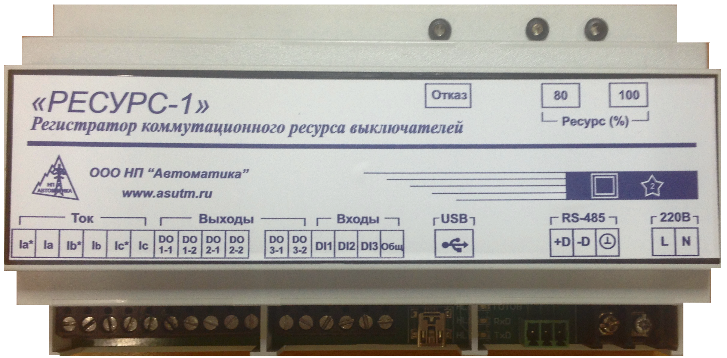 «РЕСУРС-1»
Регистратор коммутационного ресурса выключателей
Отказ
80 100
Ресурс (%)
НП
АВТОМАТИКА
ООО НП "Автоматика"
www.asutm.ru
2
Ток Выходы Входы USB RS-485 220В
Ia* Ia Ib* Ib Ic* Ic DO 1-1 DO 1-2 DO 2-1 DO 2-2 DO 3-1 DO 3-2 DI1 DI2 DI3 Общ +D -D L N
RxD
TxD